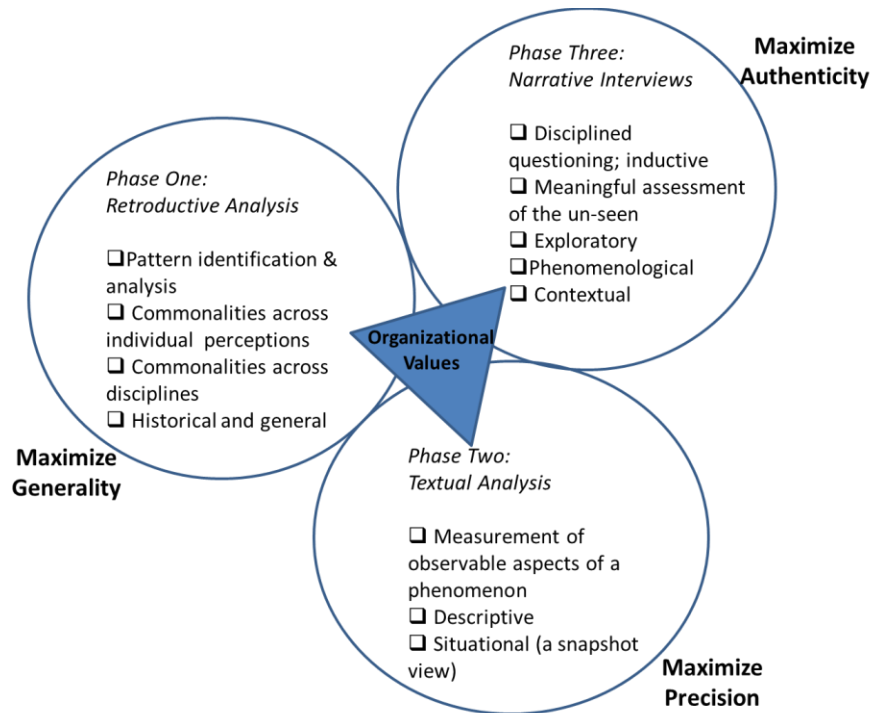 Phase One:
Retroductive Analysis
❑Pattern identification &
analysis
❑ Commonalities across
individual perceptions
❑ Commonalities across
disciplines
❑ Historical and general
Maximize
Generality
Phase Three:
Narrative Interviews
❑ Disciplined
questioning; inductive
❑ Meaningful assessment
of the un-seen
❑ Exploratory
❑Phenomenological
❑ Contextual
Maximize
Authenticity
Organizational
Values
Phase Two:
Textual Analysis
❑ Measurement of
observable aspects of a
phenomenon
❑ Descriptive
❑ Situational (a snapshot
view)
Maximize
Precision